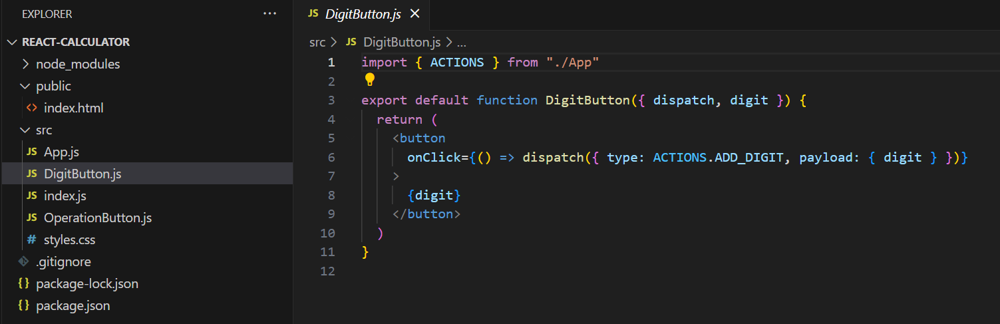 EXPLORER ...
REACT-CALCULATOR
node_modules
public
<> index.html
src
JS App.js
JS DigitButton.js
JS index.js
JS OperationButton.js
# styles.css
.gitignore
{} package-lock.json
{} package.json
JS DigitButton.js ×
src > JS DigitButton.js > ...
1 import { ACTIONS } from "./App"
2
3 export default function DigitButton({ dispatch, digit }) {
4   return (
5     <button
6       onClick={() => dispatch({ type: ACTIONS.ADD_DIGIT, payload: { digit } })}
7     >
8       {digit}
9     </button>
10   )
11 }
12